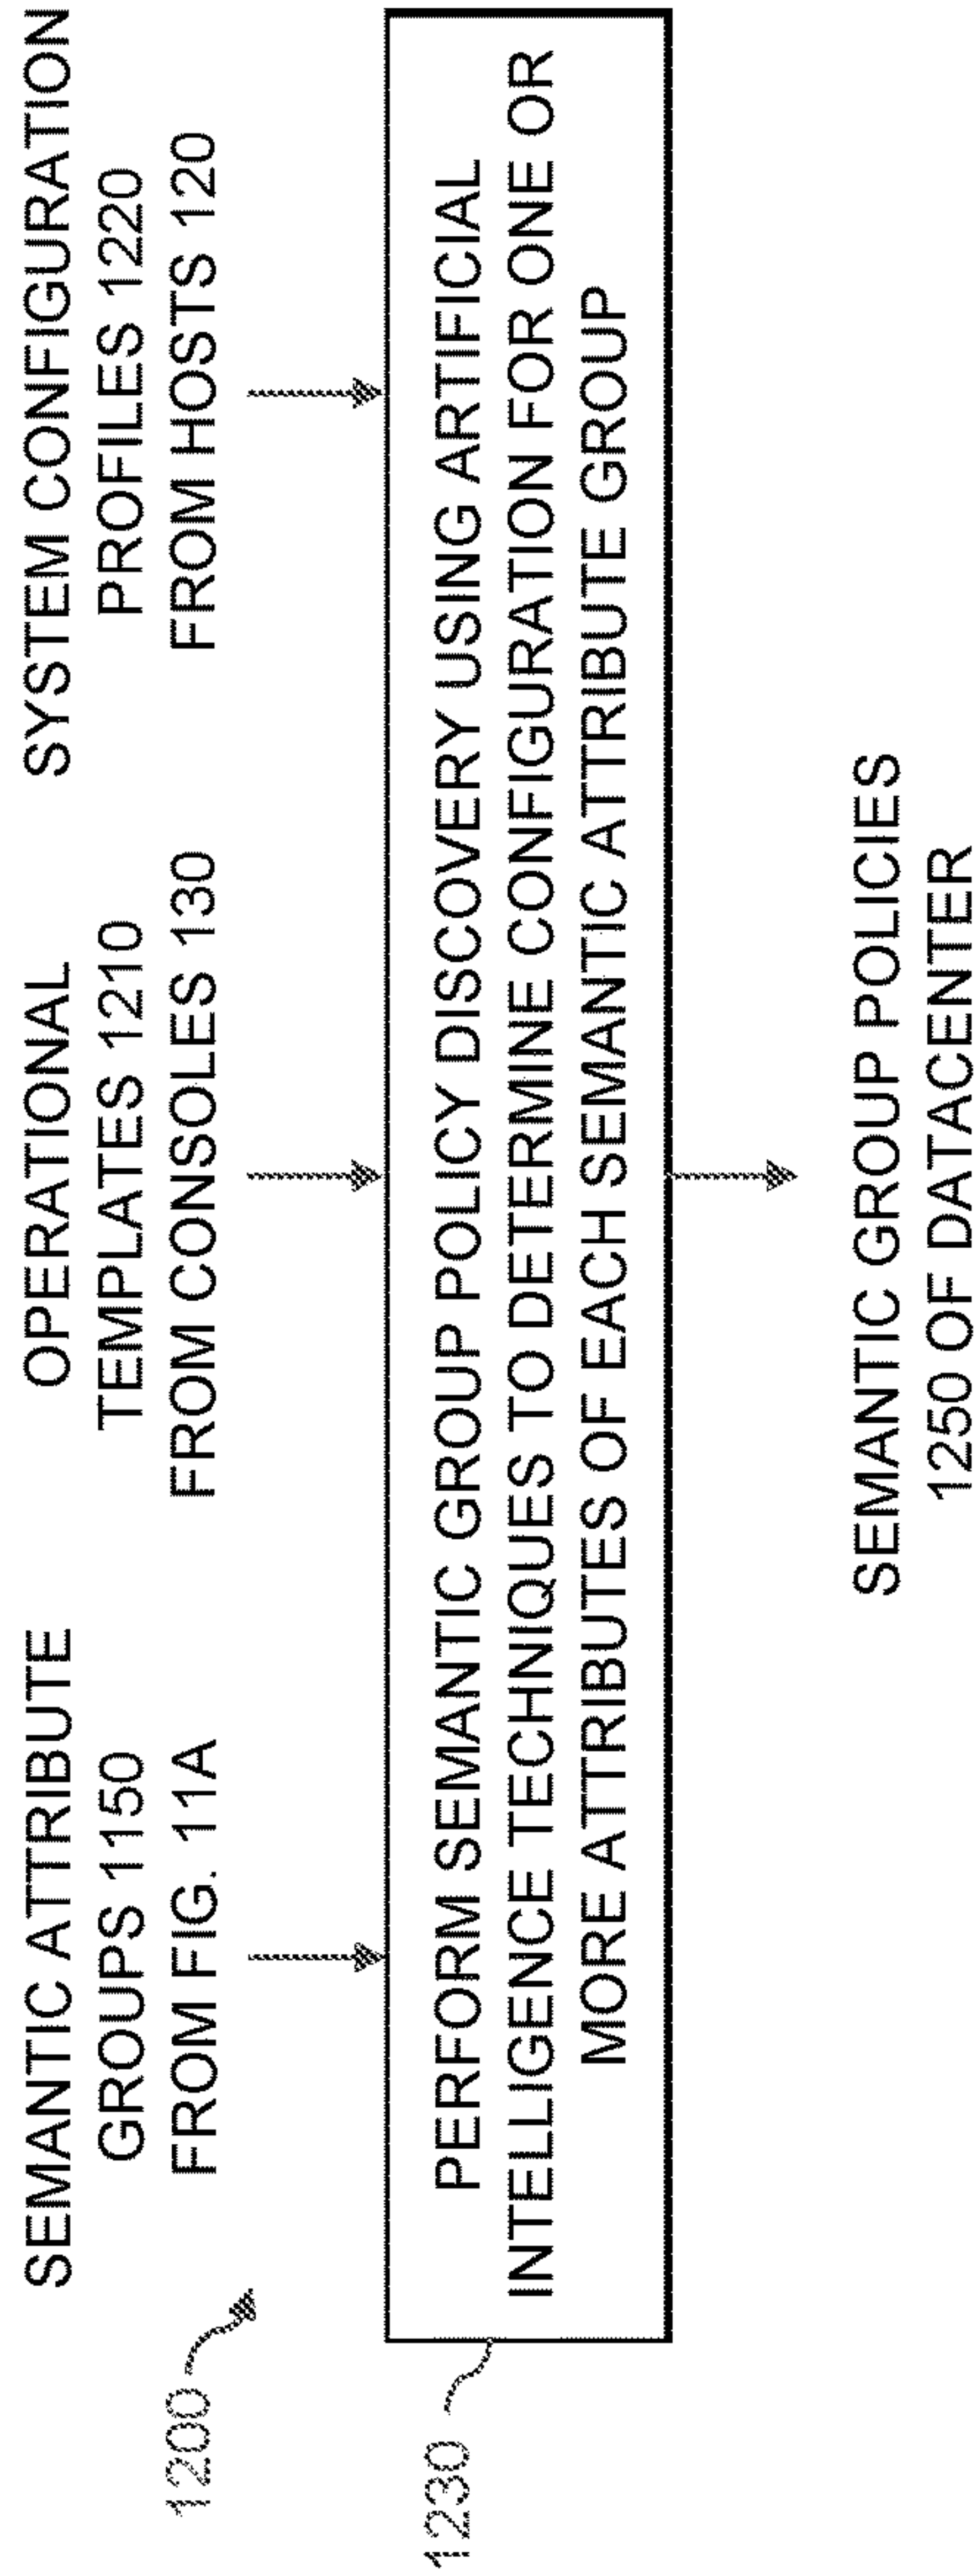 SEMANTIC ATTRIBUTE
GROUPS 1150
FROM FIG. 11A
OPERATIONAL
TEMPLATES 1210
FROM CONSOLES 130
SYSTEM CONFIGURATION
PROFILES 1220
FROM HOSTS 120
1200
1230
PERFORM SEMANTIC GROUP POLICY DISCOVERY USING ARTIFICIAL
INTELLIGENCE TECHNIQUES TO DETERMINE CONFIGURATION FOR ONE OR
MORE ATTRIBUTES OF EACH SEMANTIC ATTRIBUTE GROUP
SEMANTIC GROUP POLICIES
1250 OF DATACENTER